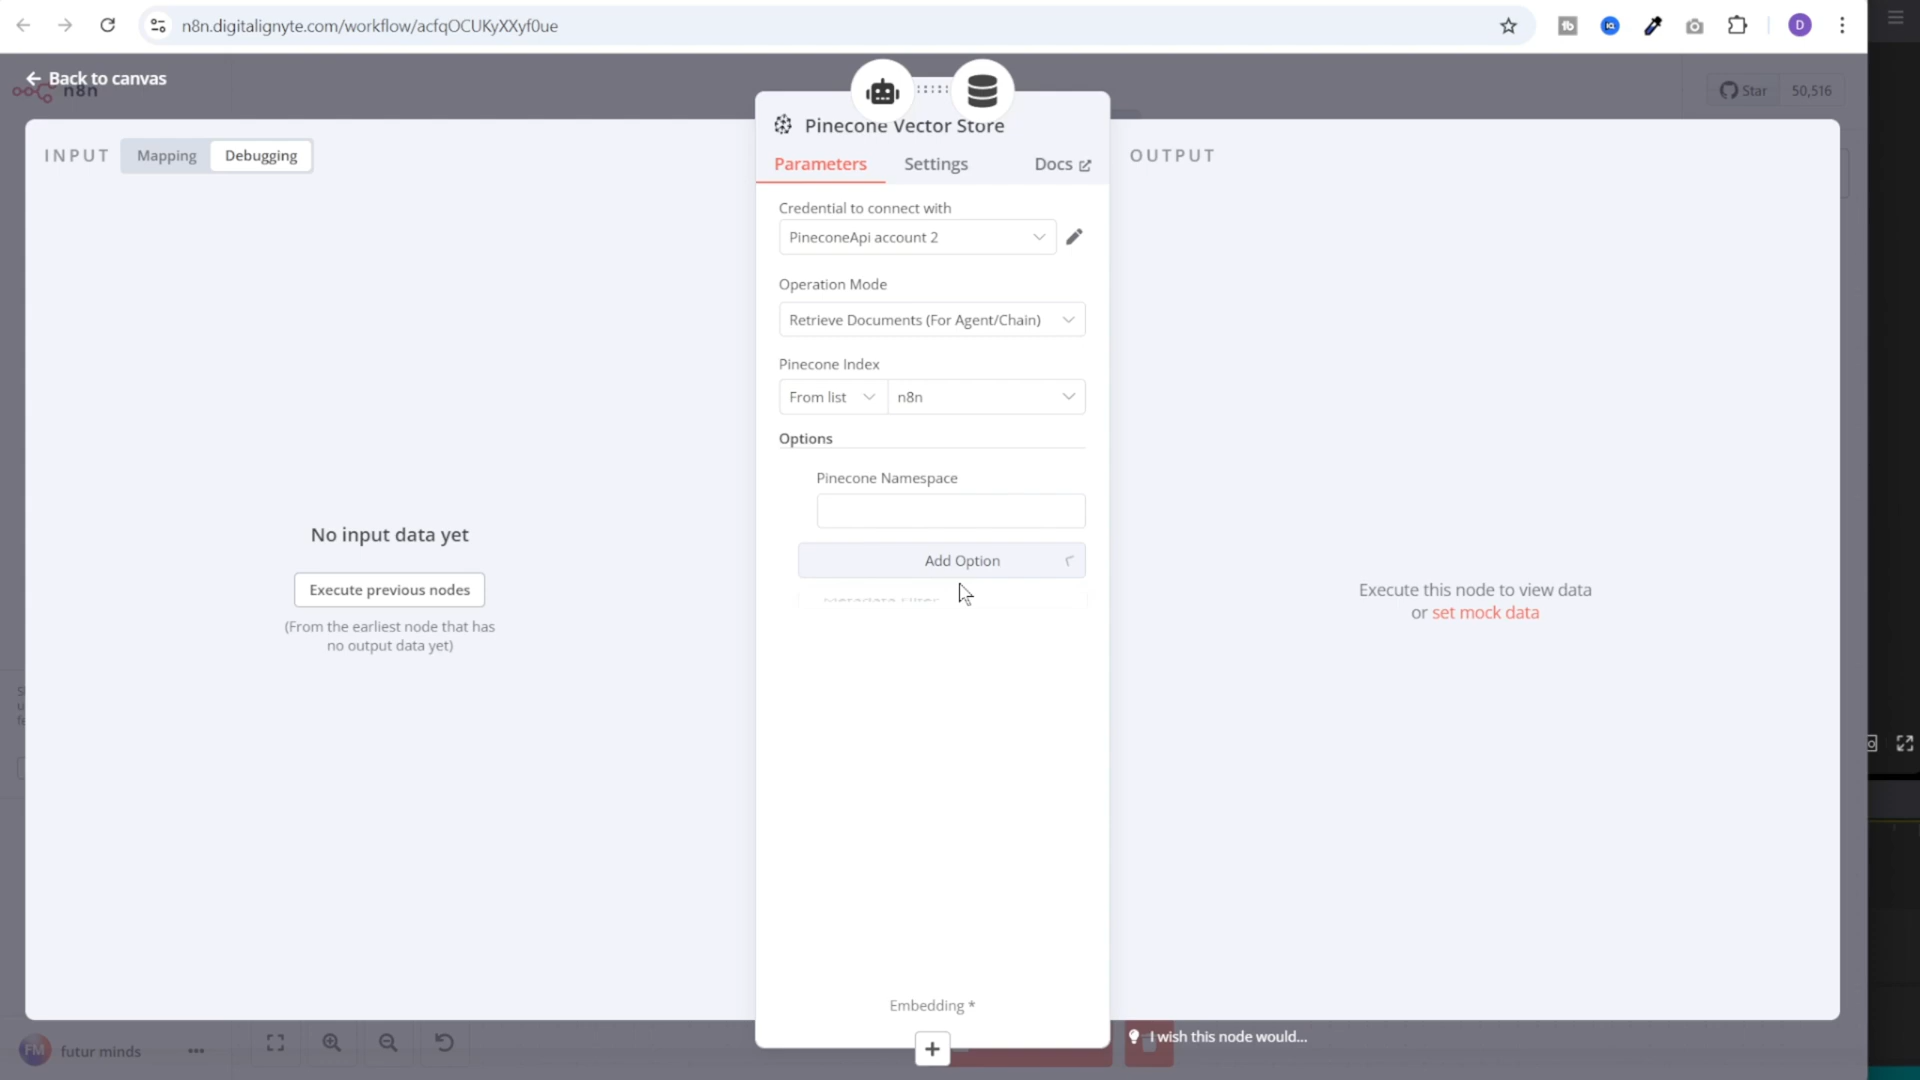 n8n.digitalignyte.com/workflow/acfqOCUKyXXyf0ue
D
Back to canvas
n8n
Star 50,516
Pinecone Vector Store
INPUT Mapping Debugging
Parameters Settings Docs
OUTPUT
Credential to connect with
PineconeApi account 2
Operation Mode
Retrieve Documents (For Agent/Chain)
Pinecone Index
From list n8n
Options
Pinecone Namespace
Add Option
Metadata Filter
No input data yet
Execute previous nodes
(From the earliest node that has
no output data yet)
Execute this node to view data
or set mock data
Embedding *
I wish this node would...
FM futur minds